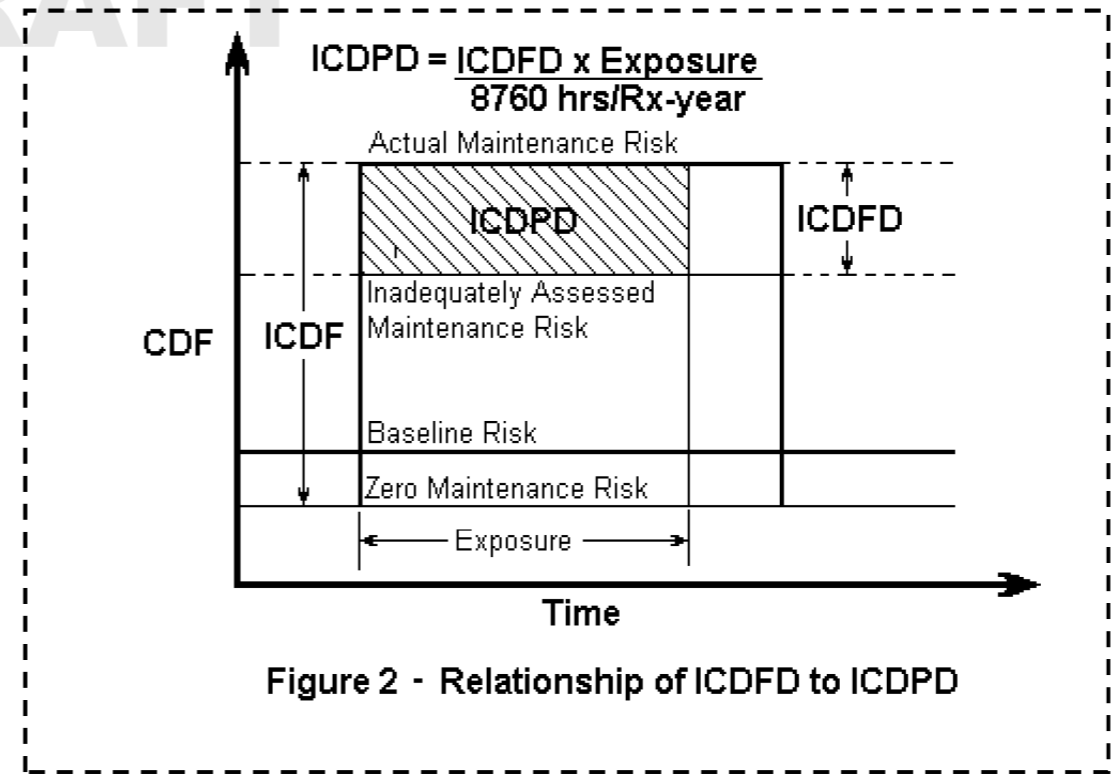 ICDPD = ICDFD x Exposure
8760 hrs/Rx-year
Actual Maintenance Risk
ICDPD
ICDFD
Inadequately Assessed
Maintenance Risk
CDF
ICDF
Baseline Risk
Zero Maintenance Risk
Exposure
Time
Figure 2 - Relationship of ICDFD to ICDPD